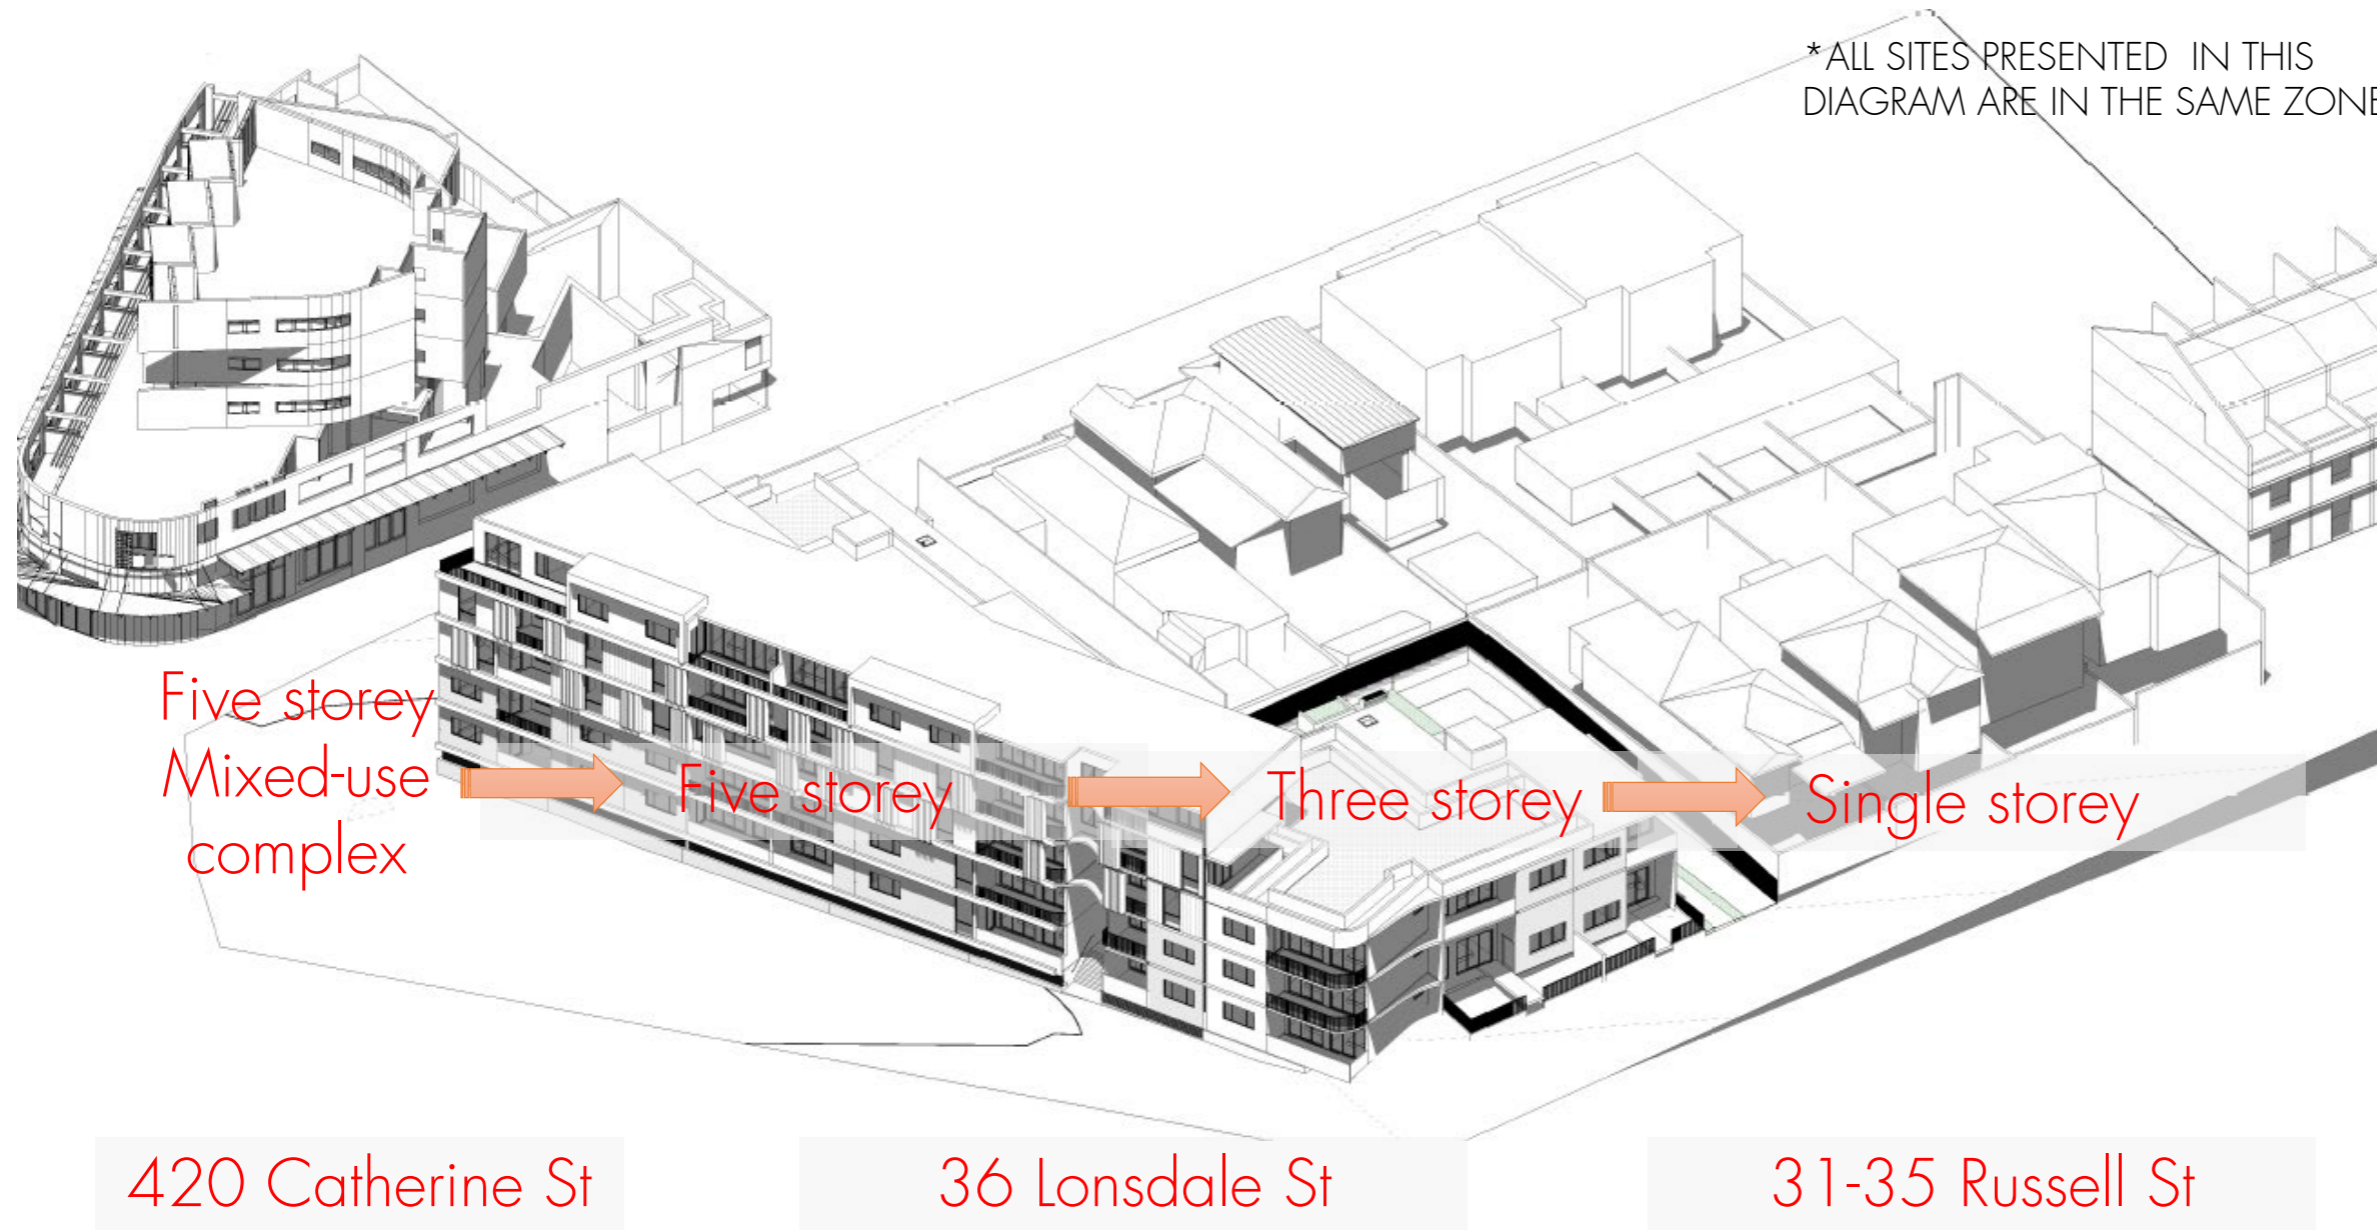 *ALL SITES PRESENTED IN THIS
DIAGRAM ARE IN THE SAME ZONE
Five storey
Mixed-use
complex
Five storey
Three storey
Single storey
420 Catherine St
36 Lonsdale St
31-35 Russell St